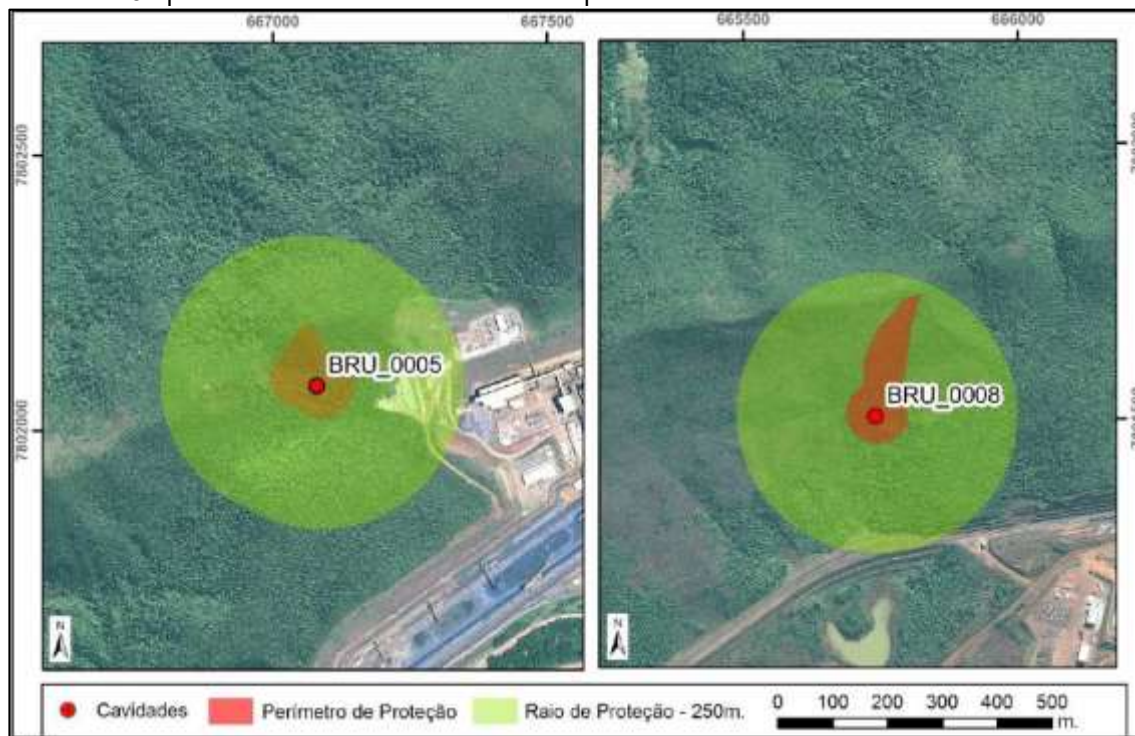 667000 667500 665500 666000
7802500
7802000
BRU_0005
BRU_0008
N
N
Cavidades Perímetro de Proteção Raio de Proteção - 250m. 0 100 200 300 400 500
m.